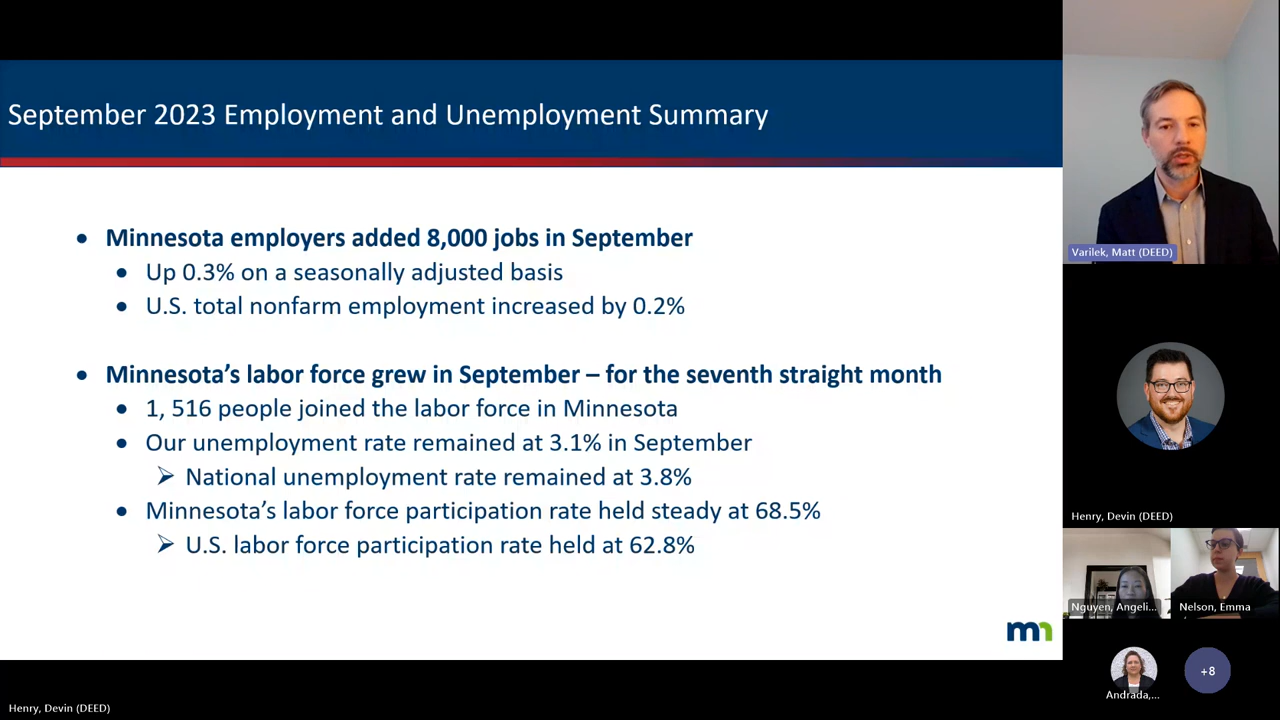 September 2023 Employment and Unemployment Summary
• Minnesota employers added 8,000 jobs in September
• Up 0.3% on a seasonally adjusted basis
• U.S. total nonfarm employment increased by 0.2%
• Minnesota’s labor force grew in September – for the seventh straight month
• 1, 516 people joined the labor force in Minnesota
• Our unemployment rate remained at 3.1% in September
➢ National unemployment rate remained at 3.8%
• Minnesota’s labor force participation rate held steady at 68.5%
➢ U.S. labor force participation rate held at 62.8%
mn
Henry, Devin (DEED)
Varilek, Matt (DEED)
Henry, Devin (DEED)
Nguyen, Angeli...
Nelson, Emma
Andrada,...
+8